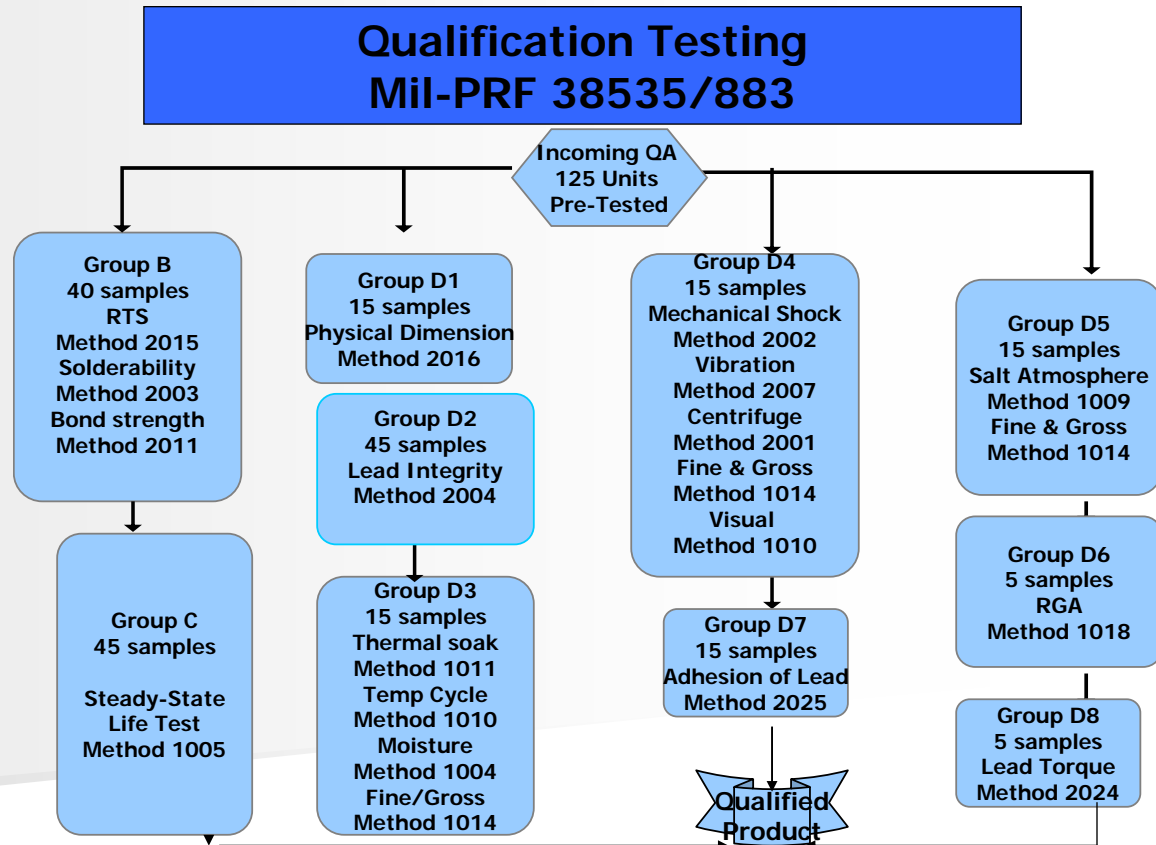 Qualification Testing
Mil-PRF 38535/883
Incoming QA
125 Units
Pre-Tested
Group B
40 samples
RTS
Method 2015
Solderability
Method 2003
Bond strength
Method 2011
Group C
45 samples
Steady-State
Life Test
Method 1005
Group D1
15 samples
Physical Dimension
Method 2016
Group D2
45 samples
Lead Integrity
Method 2004
Group D3
15 samples
Thermal soak
Method 1011
Temp Cycle
Method 1010
Moisture
Method 1004
Fine/Gross
Method 1014
Group D4
15 samples
Mechanical Shock
Method 2002
Vibration
Method 2007
Centrifuge
Method 2001
Fine & Gross
Method 1014
Visual
Method 1010
Group D7
15 samples
Adhesion of Lead
Method 2025
Qualified
Product
Group D5
15 samples
Salt Atmosphere
Method 1009
Fine & Gross
Method 1014
Group D6
5 samples
RGA
Method 1018
Group D8
5 samples
Lead Torque
Method 2024